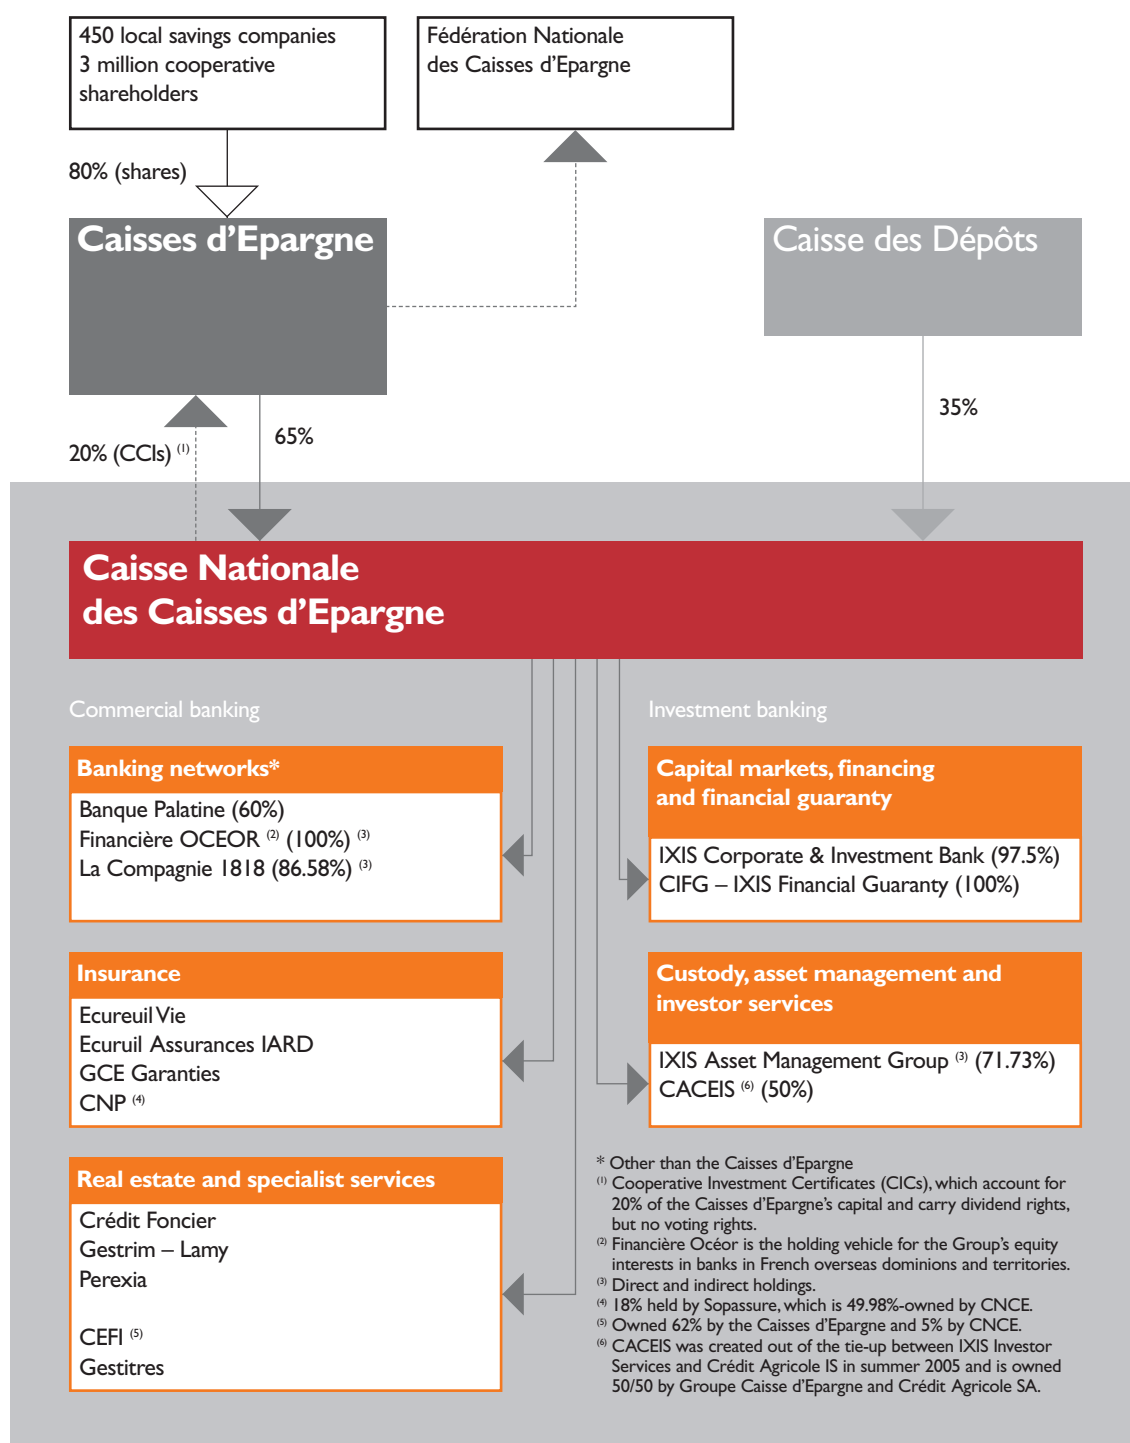 450 local savings companies
3 million cooperative
shareholders
Fédération Nationale
des Caisses d’Epargne
80% (shares)
Caisses d’Epargne
Caisse des Dépôts
35%
65%
20% (CCIs) (1)
Caisse Nationale
des Caisses d’Epargne
Commercial banking
Banking networks*
Banque Palatine (60%)
Financière OCEOR (2) (100%) (3)
La Compagnie 1818 (86.58%) (3)
Insurance
Ecureuil Vie
Ecuruil Assurances IARD
GCE Garanties
CNP (4)
Real estate and specialist services
Crédit Foncier
Gestrim – Lamy
Perexia
CEFI (5)
Gestitres
Investment banking
Capital markets, financing
and financial guaranty
IXIS Corporate & Investment Bank (97.5%)
CIFG – IXIS Financial Guaranty (100%)
Custody, asset management and
investor services
IXIS Asset Management Group (3) (71.73%)
CACEIS (6) (50%)
* Other than the Caisses d’Epargne
(1) Cooperative Investment Certificates (CICs), which account for
20% of the Caisses d’Epargne’s capital and carry dividend rights,
but no voting rights.
(2) Financière Océor is the holding vehicle for the Group’s equity
interests in banks in French overseas dominions and territories.
(3) Direct and indirect holdings.
(4) 18% held by Sopassure, which is 49.98%-owned by CNCE.
(5) Owned 62% by the Caisses d’Epargne and 5% by CNCE.
(6) CACEIS was created out of the tie-up between IXIS Investor
Services and Crédit Agricole IS in summer 2005 and is owned
50/50 by Groupe Caisse d’Epargne and Crédit Agricole SA.